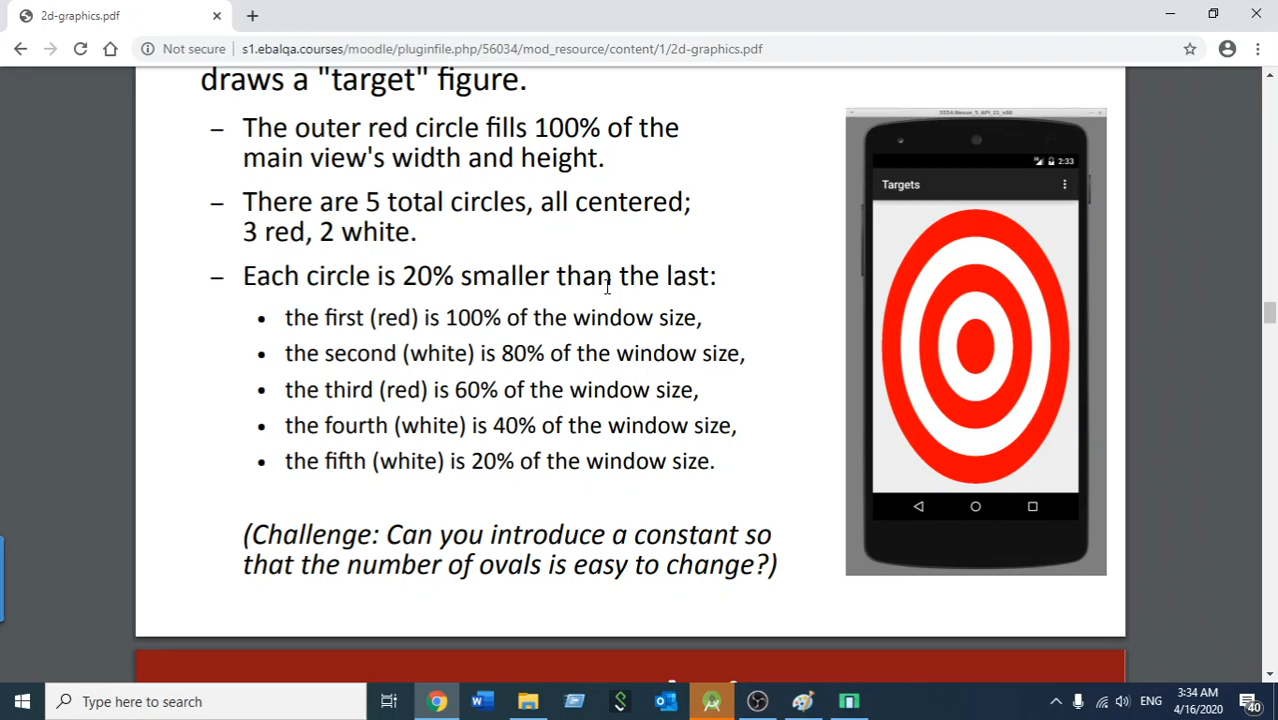 2d-graphics.pdf
Not secure
s1.ebalqa.courses/moodle/pluginfile.php/56034/mod_resource/content/1/2d-graphics.pdf
draws a "target" figure.
– The outer red circle fills 100% of the
main view's width and height.
– There are 5 total circles, all centered;
3 red, 2 white.
– Each circle is 20% smaller than the last:
• the first (red) is 100% of the window size,
• the second (white) is 80% of the window size,
• the third (red) is 60% of the window size,
• the fourth (white) is 40% of the window size,
• the fifth (white) is 20% of the window size.
(Challenge: Can you introduce a constant so
that the number of ovals is easy to change?)
2:33
Targets
Type here to search
ENG
3:34 AM
4/16/2020
40